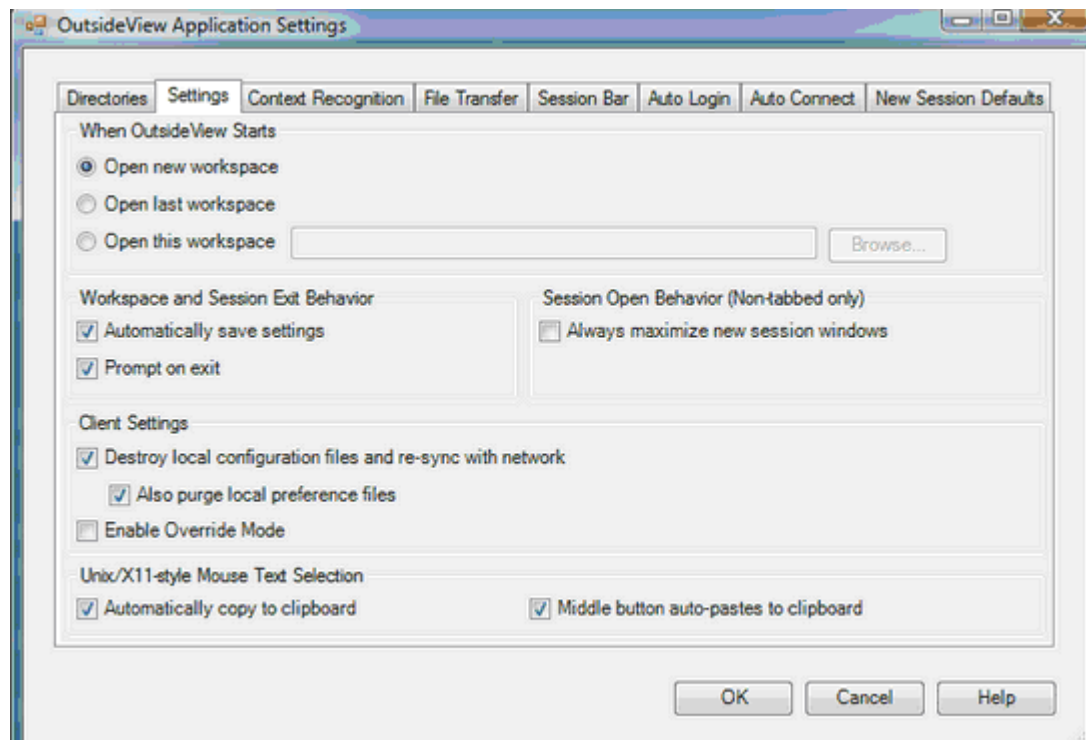 OutsideView Application Settings
Directories Settings Context Recognition File Transfer Session Bar Auto Login Auto Connect New Session Defaults
When OutsideView Starts
Open new workspace
Open last workspace
Open this workspace Browse...
Workspace and Session Exit Behavior Session Open Behavior (Non-tabbed only)
Automatically save settings Always maximize new session windows
Prompt on exit
Client Settings
Destroy local configuration files and re-sync with network
Also purge local preference files
Enable Override Mode
Unix/X11-style Mouse Text Selection
Automatically copy to clipboard Middle button auto-pastes to clipboard
OK Cancel Help